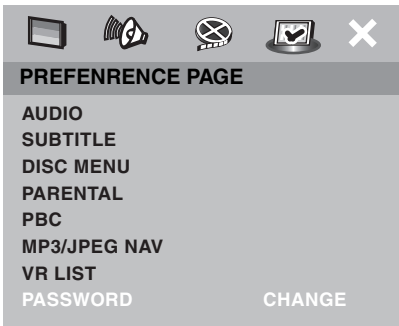 PREFENRENCE PAGE
AUDIO
SUBTITLE
DISC MENU
PARENTAL
PBC
MP3/JPEG NAV
VR LIST
PASSWORD CHANGE